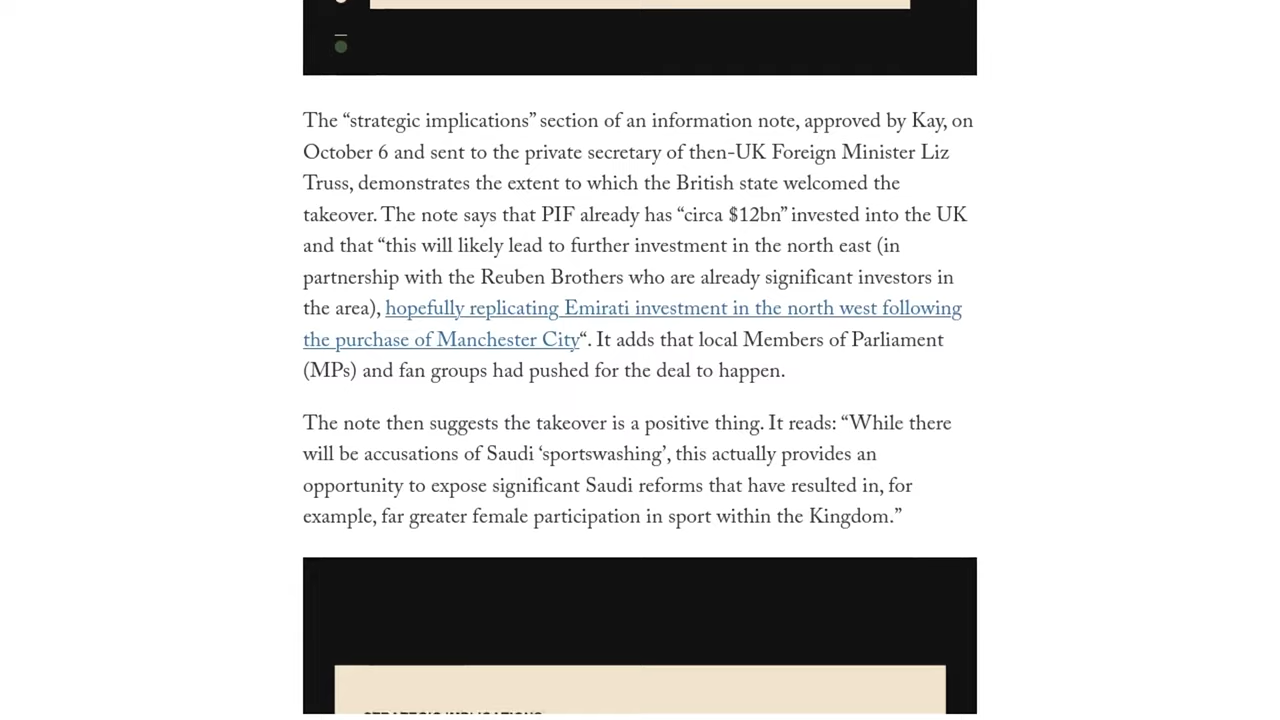 The “strategic implications” section of an information note, approved by Kay, on
October 6 and sent to the private secretary of then-UK Foreign Minister Liz
Truss, demonstrates the extent to which the British state welcomed the
takeover. The note says that PIF already has “circa $12bn” invested into the UK
and that “this will likely lead to further investment in the north east (in
partnership with the Reuben Brothers who are already significant investors in
the area), hopefully replicating Emirati investment in the north west following
the purchase of Manchester City“. It adds that local Members of Parliament
(MPs) and fan groups had pushed for the deal to happen.
The note then suggests the takeover is a positive thing. It reads: “While there
will be accusations of Saudi ‘sportswashing’, this actually provides an
opportunity to expose significant Saudi reforms that have resulted in, for
example, far greater female participation in sport within the Kingdom.”